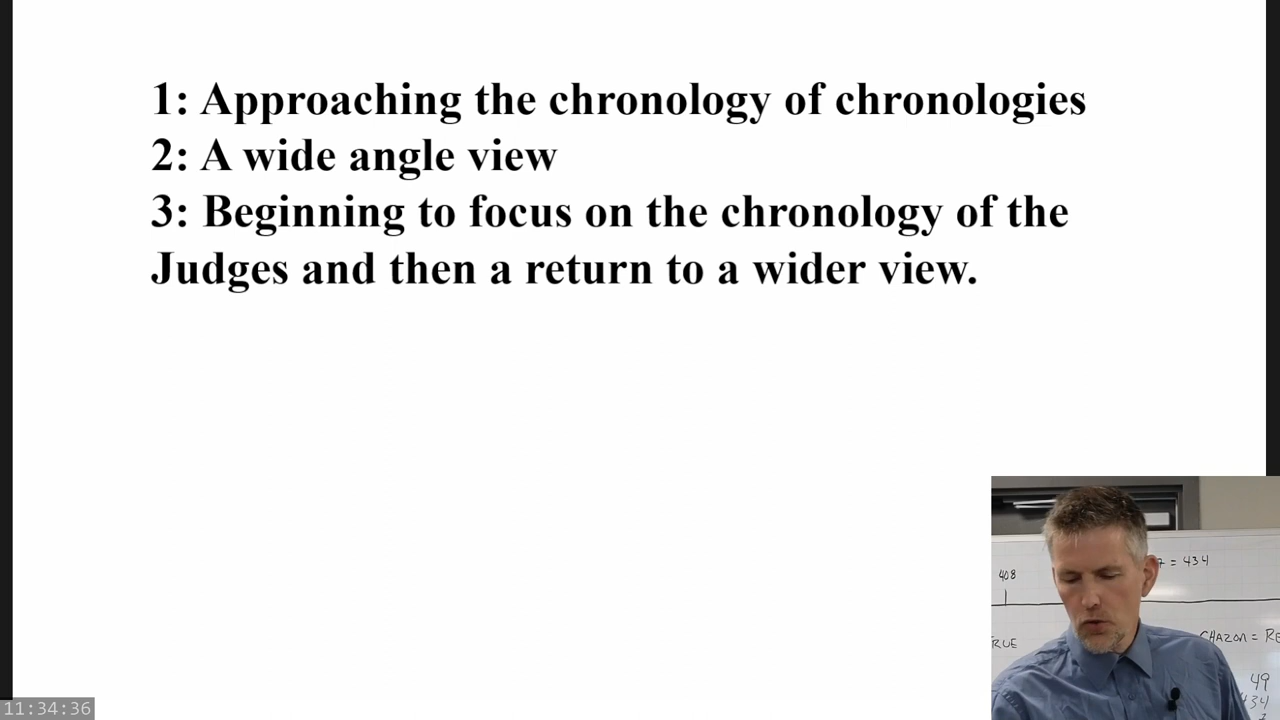 1: Approaching the chronology of chronologies
2: A wide angle view
3: Beginning to focus on the chronology of the
Judges and then a return to a wider view.
= 434
408
CHAZON =
49
11:34:36